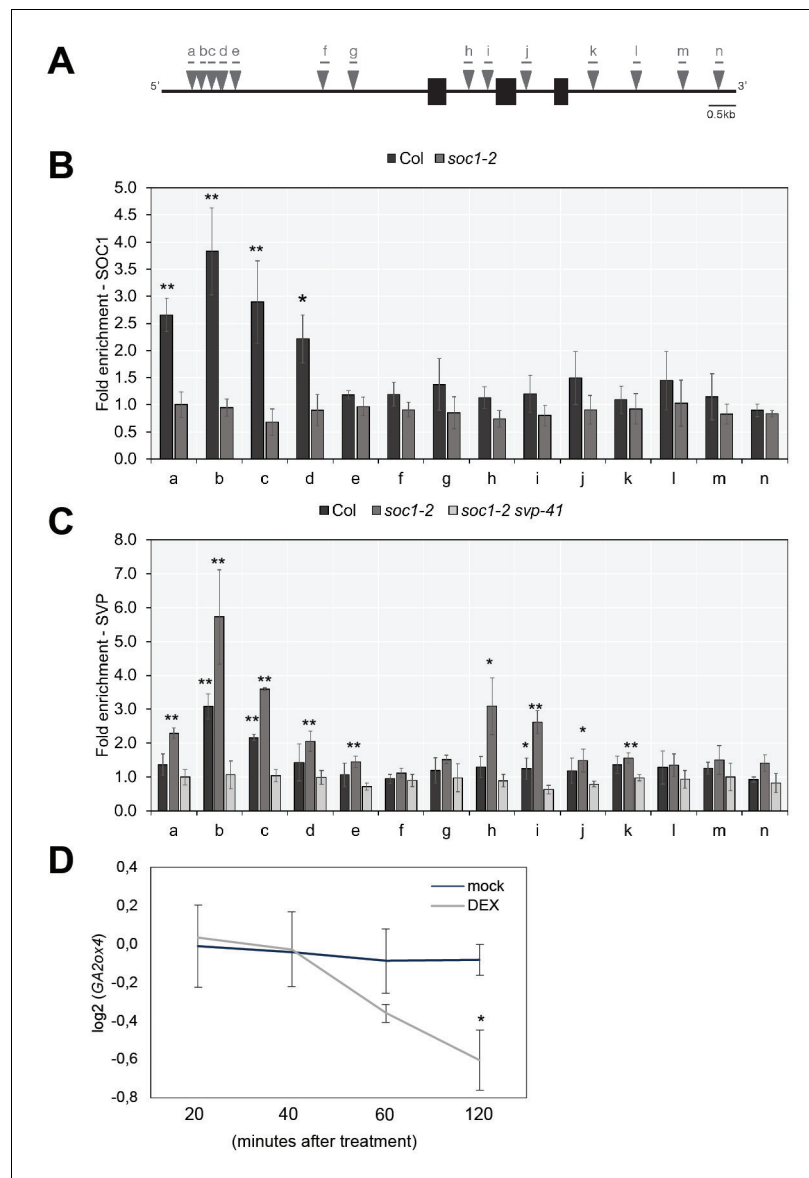 A
a b c d e f g h i j k l m n
5' 3'
0.5kb
B
Col soc1-2
Fold enrichment - SOC1
5.0
4.5
4.0
3.5
3.0
2.5
2.0
1.5
1.0
0.5
0.0
** ** ** *
a b c d e f g h i j k l m n
C
Col soc1-2 soc1-2 svp-41
Fold enrichment - SVP
8.0
7.0
6.0
5.0
4.0
3.0
2.0
1.0
0.0
** ** ** ** ** ** ** * * ** * **
a b c d e f g h i j k l m n
D
mock
DEX
log2 (GA2ox4)
0,4
0,2
0,0
-0,2
-0,4
-0,6
-0,8
*
20 40 60 120
(minutes after treatment)